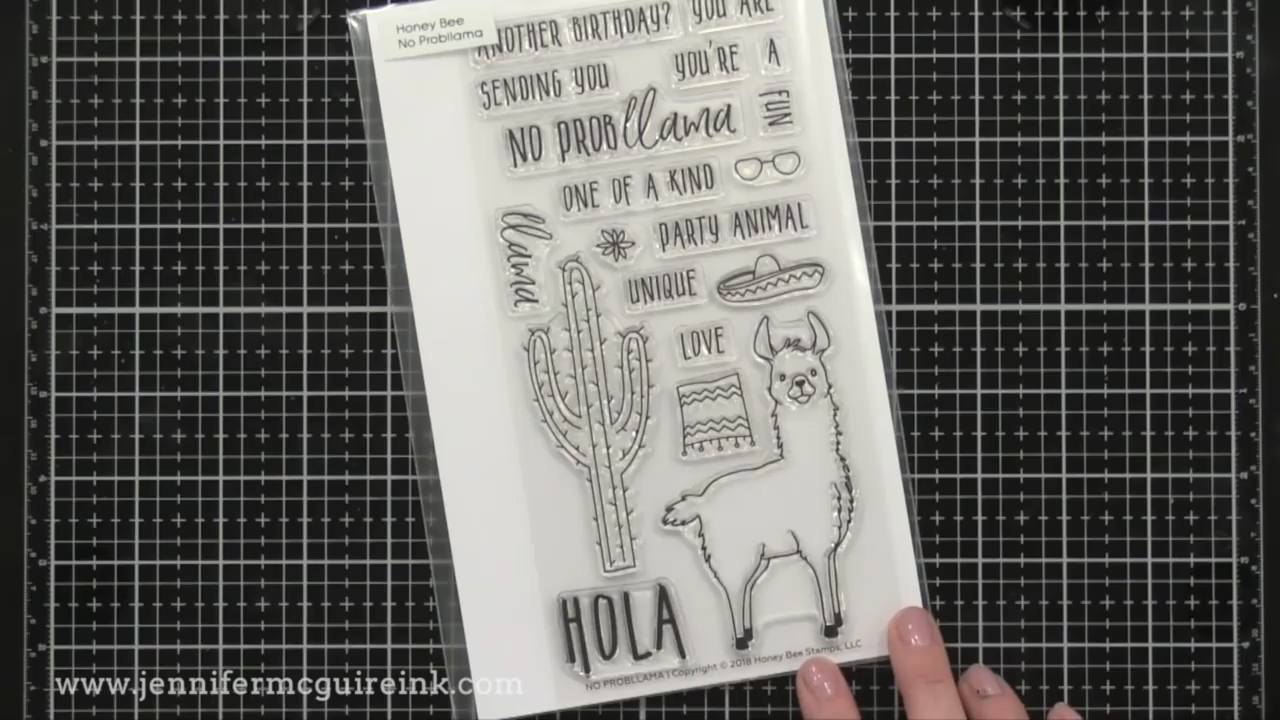 Honey Bee
No Probllama
ANOTHER BIRTHDAY? YOU ARE
SENDING YOU YOU'RE A
NO PROBllama FUN
ONE OF A KIND
llama PARTY ANIMAL
UNIQUE
LOVE
HOLA
NO PROBLLAMA | Copyright © 2018 Honey Bee Stamps, LLC
www.jennifermcguireink.com